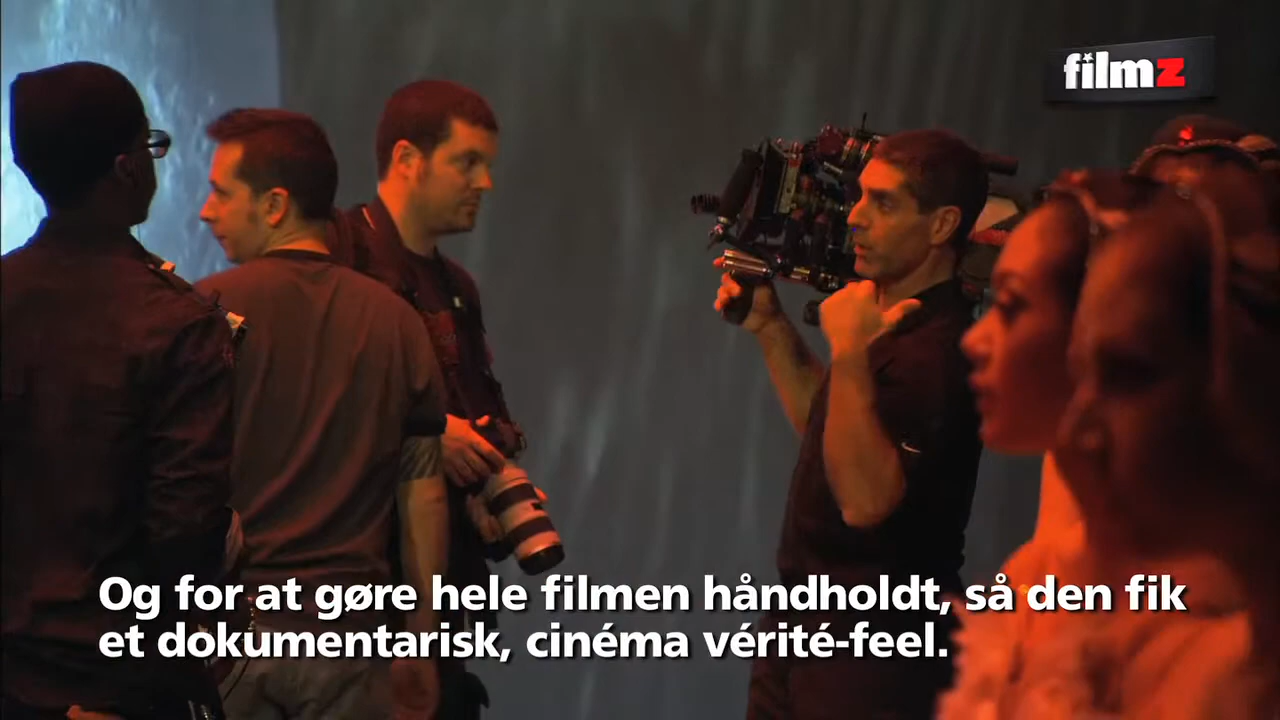 filmz
Og for at gøre hele filmen håndholdt, så den fik
et dokumentarisk, cinéma vérité-feel.